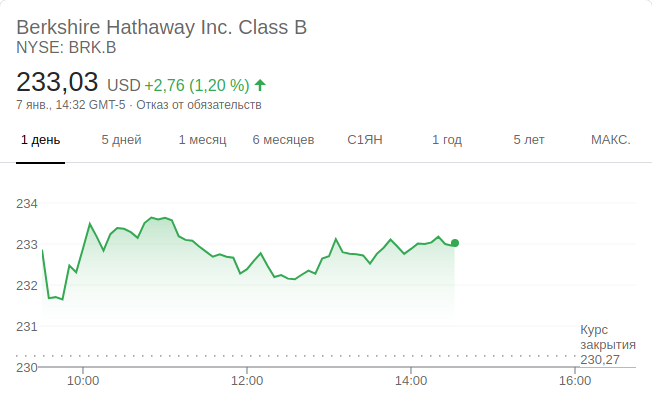 Berkshire Hathaway Inc. Class B
NYSE: BRK.B
233,03 USD +2,76 (1,20 %)
7 янв., 14:32 GMT-5 · Отказ от обязательств
1 день 5 дней 1 месяц 6 месяцев С1ЯН 1 год 5 лет МАКС.
234
233
232
231
230
Курс
закрытия
230,27
10:00 12:00 14:00 16:00